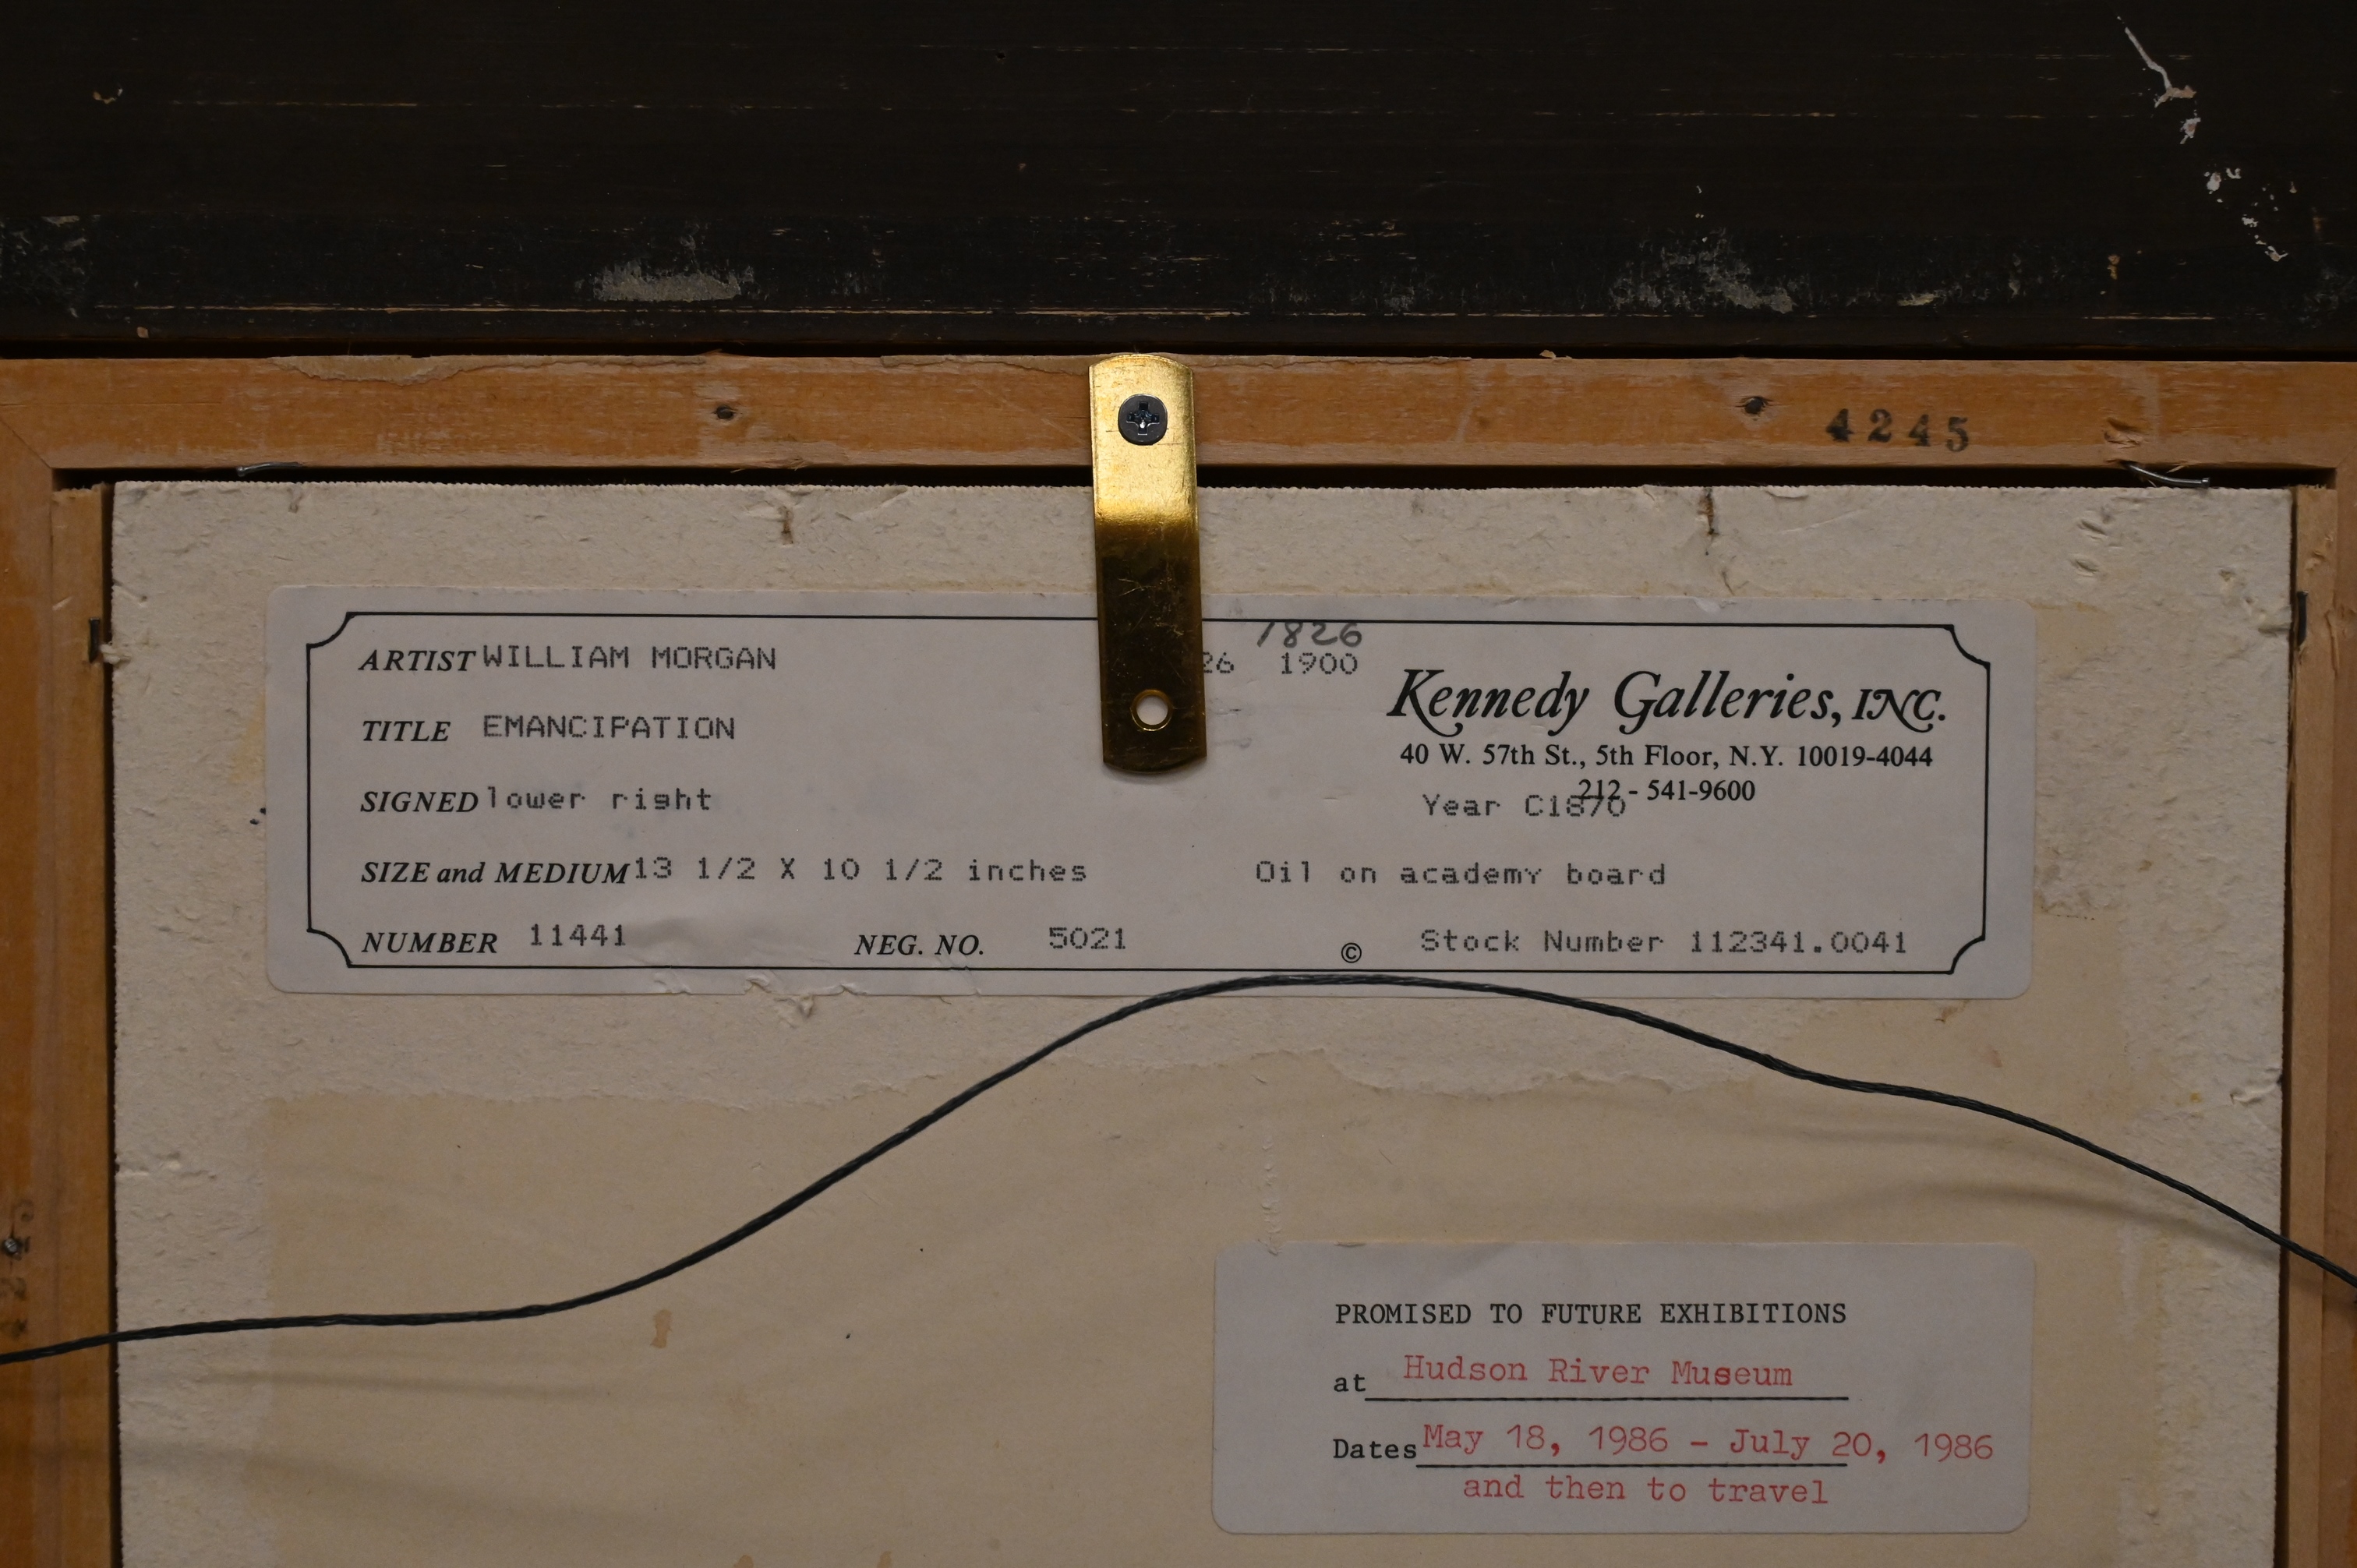 4245
1826
ARTIST WILLIAM MORGAN 26 1900
Kennedy Galleries, INC.
TITLE EMANCIPATION
40 W. 57th St., 5th Floor, N.Y. 10019-4044
212 - 541-9600
SIGNED lower right Year C1870
SIZE and MEDIUM 13 1/2 X 10 1/2 inches Oil on academy board
NUMBER 11441 NEG. NO. 5021 © Stock Number 112341.0041
PROMISED TO FUTURE EXHIBITIONS
at Hudson River Museum
Dates May 18, 1986 - July 20, 1986
and then to travel